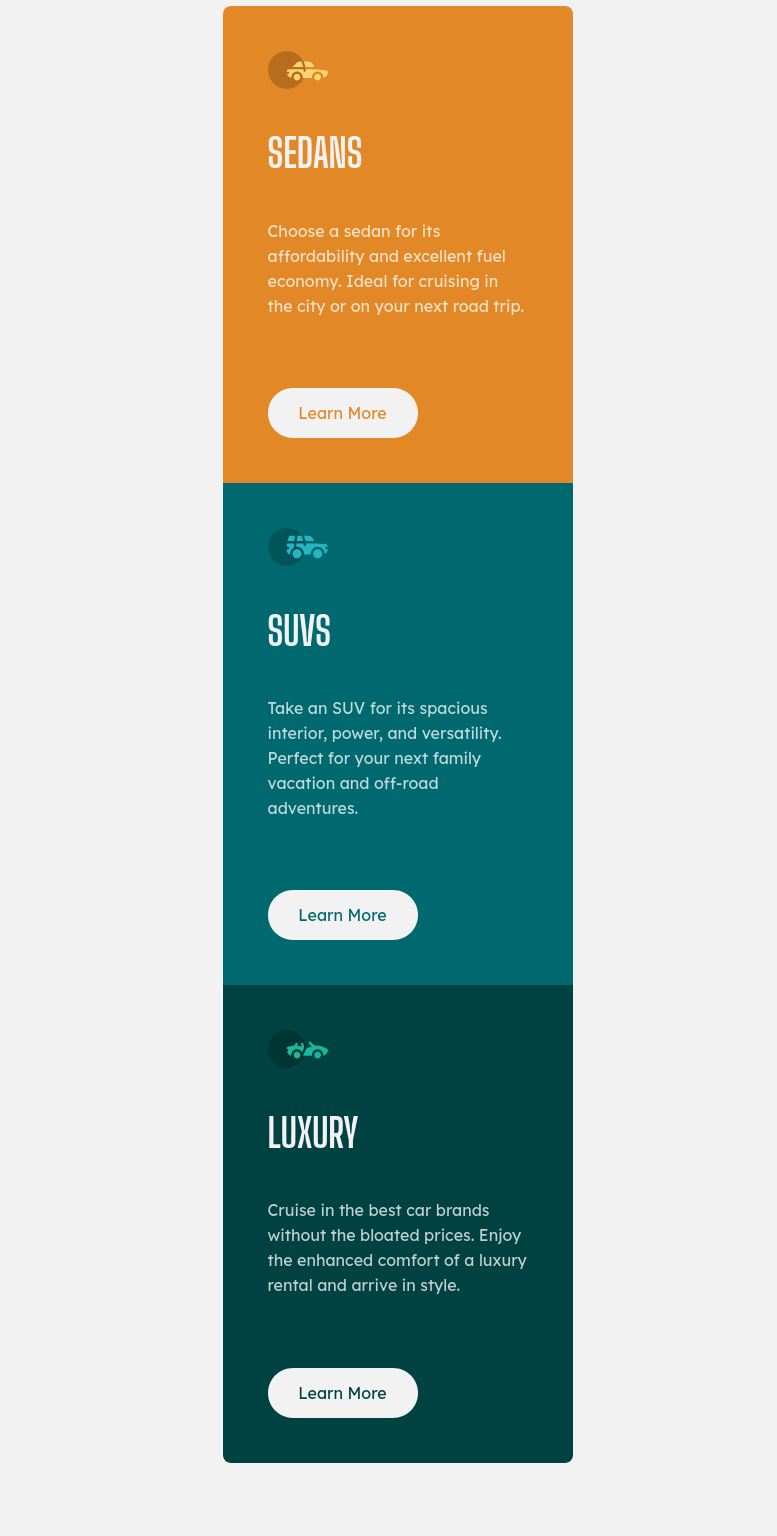 SEDANS
Choose a sedan for its
affordability and excellent fuel
economy. Ideal for cruising in
the city or on your next road trip.
Learn More
SUVS
Take an SUV for its spacious
interior, power, and versatility.
Perfect for your next family
vacation and off-road
adventures.
Learn More
LUXURY
Cruise in the best car brands
without the bloated prices. Enjoy
the enhanced comfort of a luxury
rental and arrive in style.
Learn More